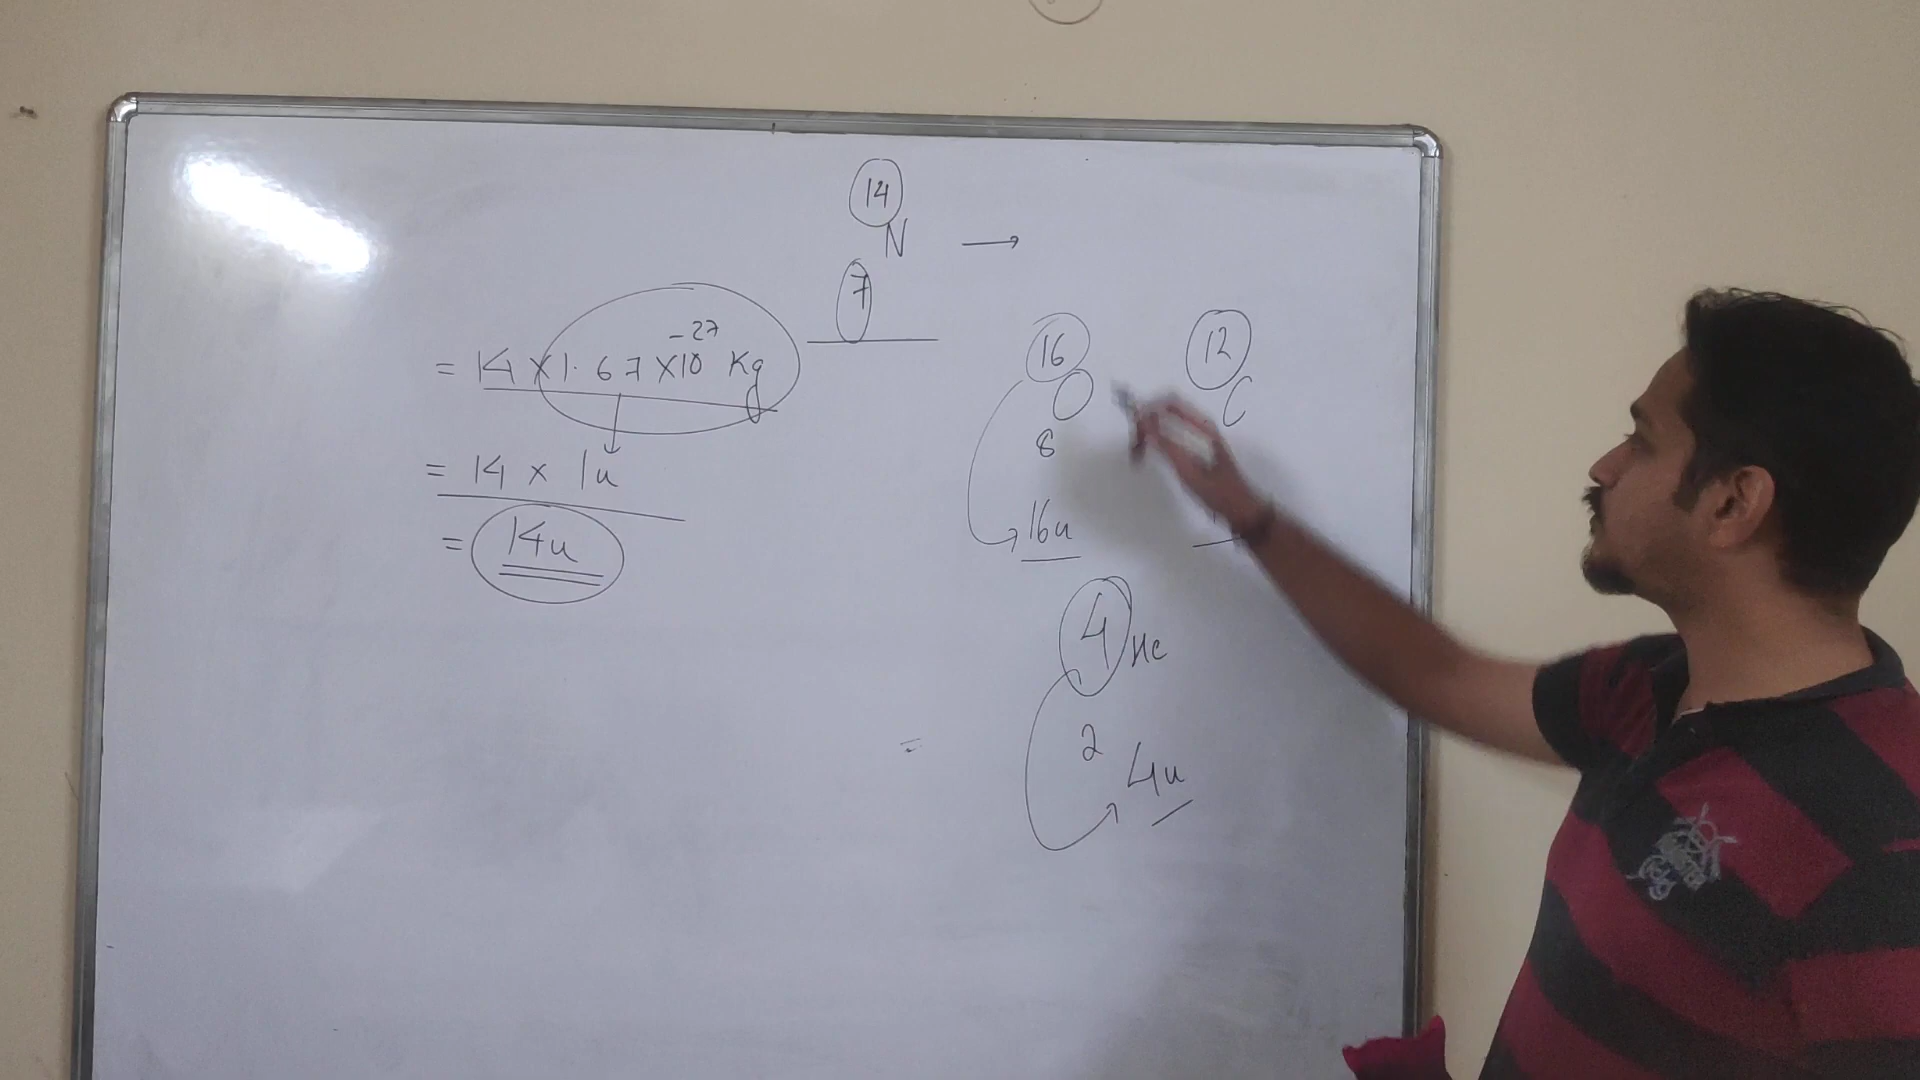 14
N →
7
= 14 × 1.67 × 10⁻²⁷ Kg
= 14 × 1u
= 14u
16 12
O C
8
16u
4
He
2
= 4u